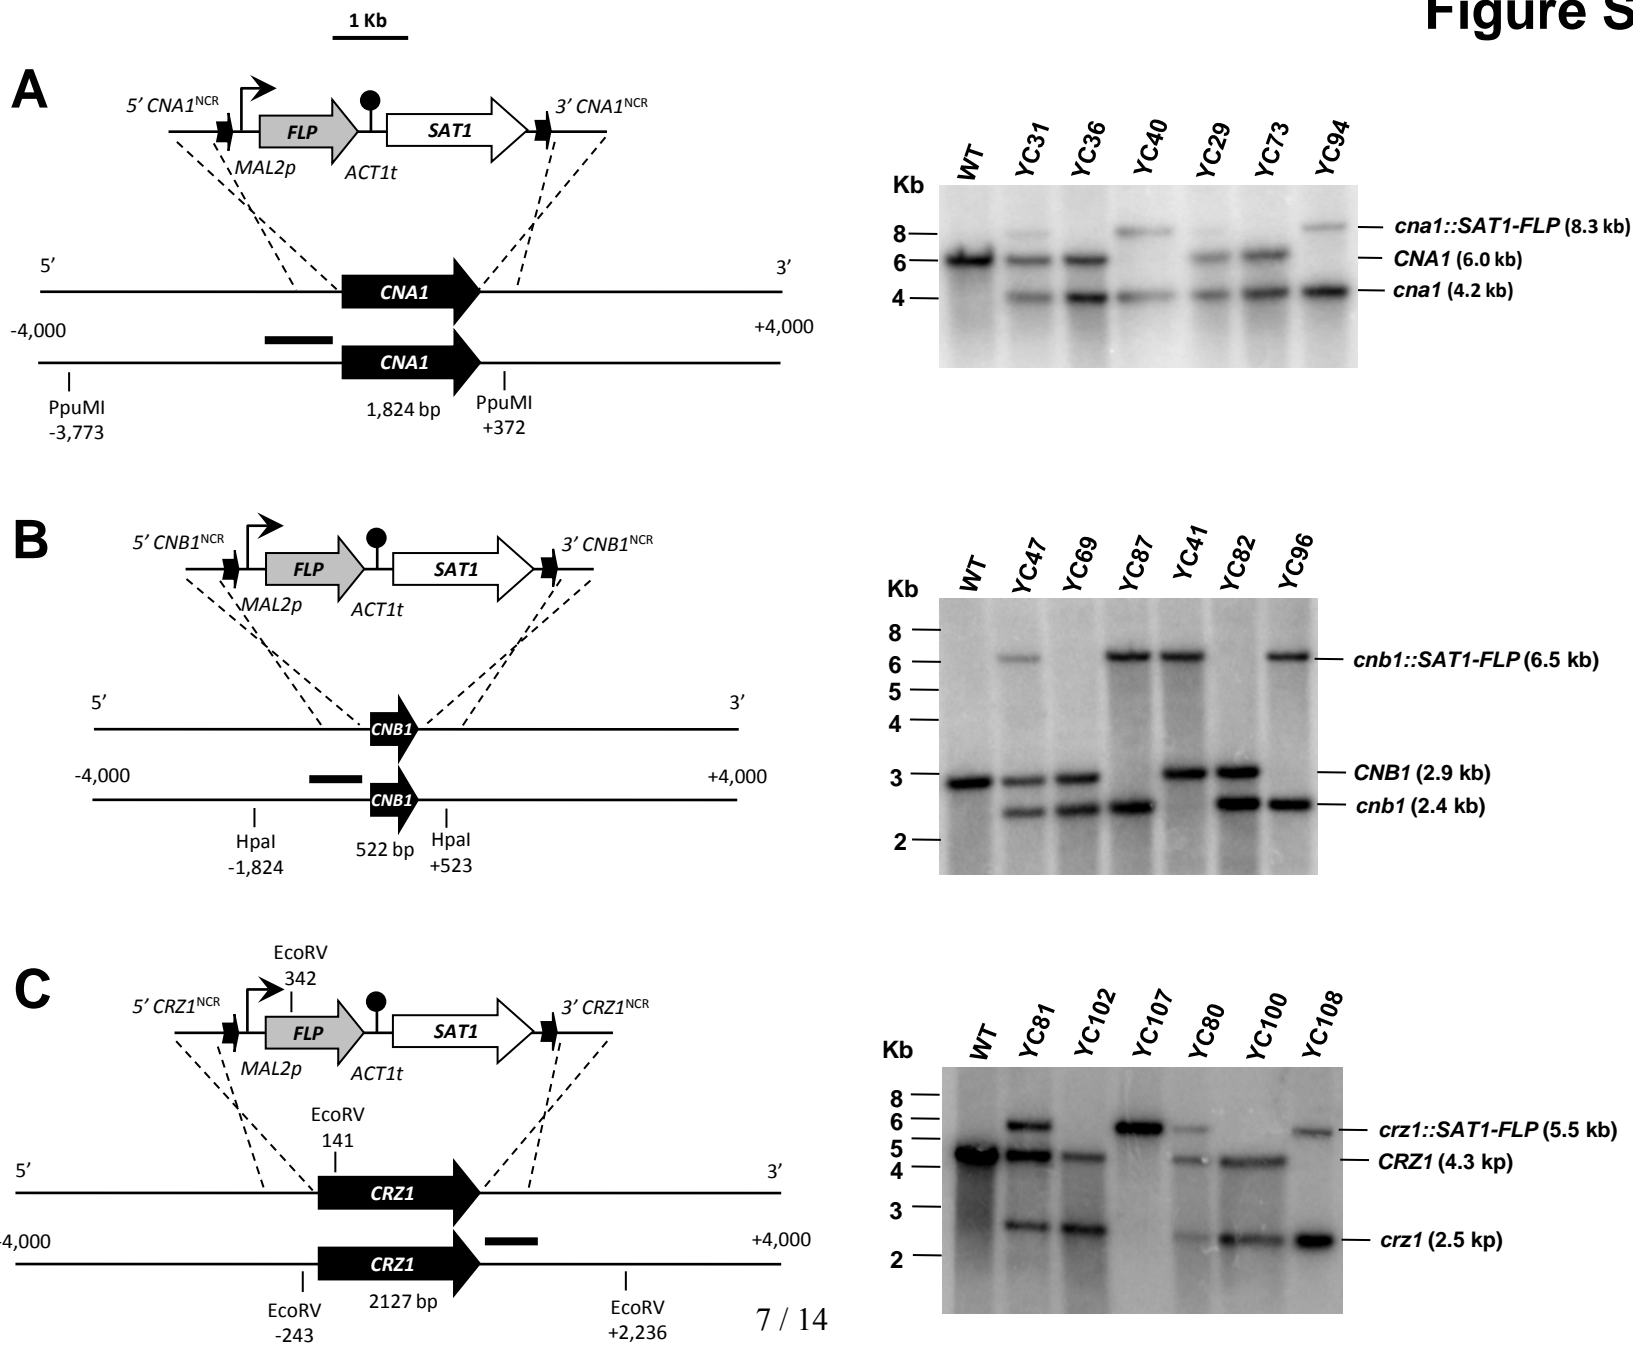 Figure S
1 Kb
A
5’ CNA1NCR
3’ CNA1NCR
FLP
SAT1
MAL2p
ACT1t
5’
3’
CNA1
-4,000
+4,000
CNA1
PpuMI
-3,773
1,824 bp
PpuMI
+372
WT
YC31
YC36
YC40
YC29
YC73
YC94
Kb
8
6
4
cna1::SAT1-FLP (8.3 kb)
CNA1 (6.0 kb)
cna1 (4.2 kb)
B
5’ CNB1NCR
3’ CNB1NCR
FLP
SAT1
MAL2p
ACT1t
5’
3’
CNB1
-4,000
+4,000
CNB1
HpaI
-1,824
522 bp
HpaI
+523
WT
YC47
YC69
YC87
YC41
YC82
YC96
Kb
8
6
5
4
3
2
cnb1::SAT1-FLP (6.5 kb)
CNB1 (2.9 kb)
cnb1 (2.4 kb)
C
EcoRV
342
5’ CRZ1NCR
3’ CRZ1NCR
FLP
SAT1
MAL2p
ACT1t
EcoRV
141
5’
3’
CRZ1
4,000
+4,000
CRZ1
EcoRV
-243
2127 bp
EcoRV
+2,236
WT
YC81
YC102
YC107
YC80
YC100
YC108
Kb
8
6
5
4
3
2
crz1::SAT1-FLP (5.5 kb)
CRZ1 (4.3 kp)
crz1 (2.5 kp)
7 / 14